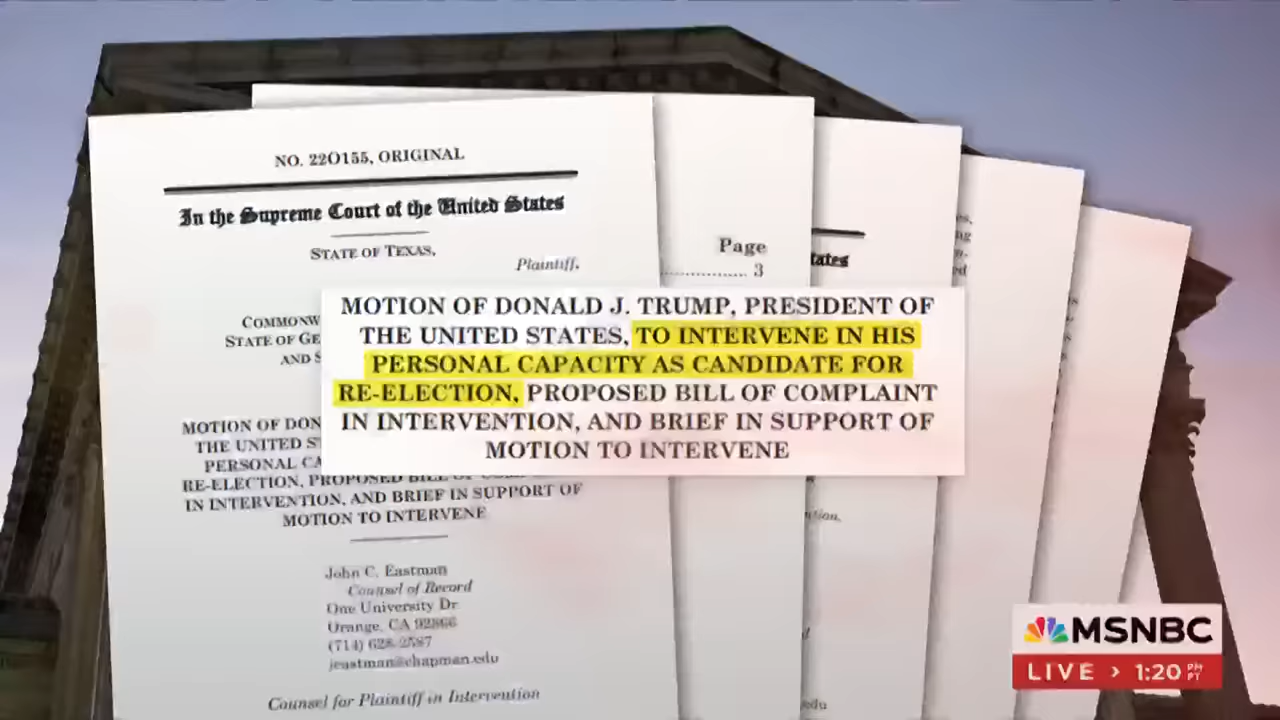 NO. 22O155, ORIGINAL
In the Supreme Court of the United States
STATE OF TEXAS,
Plaintiff,
COMMONW
STATE OF GE
AND S
Page
3
tates
MOTION OF DONALD J. TRUMP, PRESIDENT OF
THE UNITED STATES, TO INTERVENE IN HIS
PERSONAL CAPACITY AS CANDIDATE FOR
RE-ELECTION, PROPOSED BILL OF COMPLAINT
IN INTERVENTION, AND BRIEF IN SUPPORT OF
MOTION TO INTERVENE
MOTION OF DON
THE UNITED S
PERSONAL CA
RE-ELECTION, PROPOSED BILL OF
IN INTERVENTION, AND BRIEF IN SUPPORT OF
MOTION TO INTERVENE
John C. Eastman
Counsel of Record
One University Dr.
Orange, CA 92866
(714) 628-2587
jeastman@chapman.edu
Counsel for Plaintiff in Intervention
MSNBC
LIVE > 1:20 PM PT